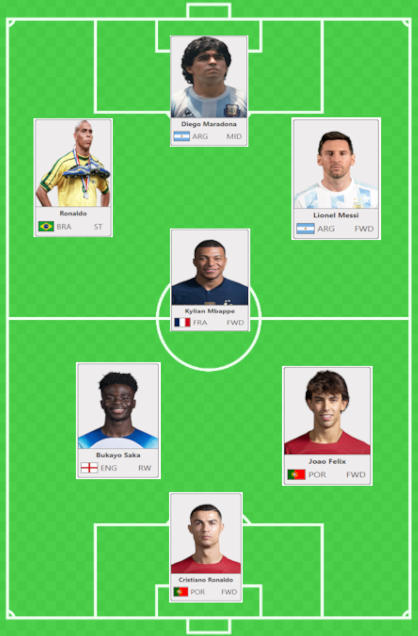 Diego Maradona
ARG MID
Ronaldo
BRA ST
Lionel Messi
ARG FWD
Kylian Mbappe
FRA FWD
Bukayo Saka
ENG RW
Joao Felix
POR FWD
Cristiano Ronaldo
POR FWD